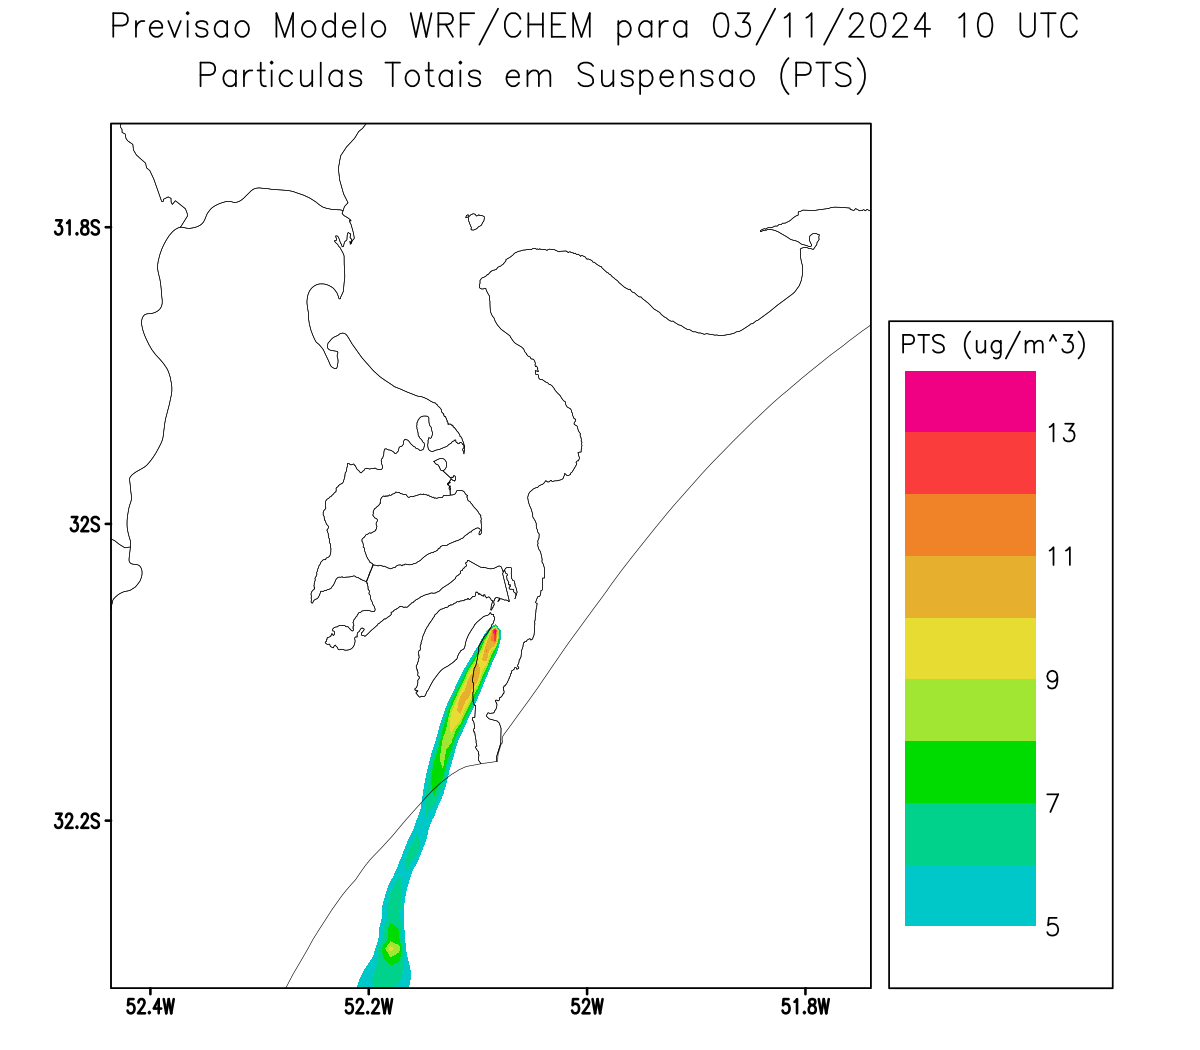 Previsao Modelo WRF/CHEM para 03/11/2024 10 UTC
Particulas Totais em Suspensao (PTS)
31.8S
32S
32.2S
52.4W
52.2W
52W
51.8W
PTS (ug/m^3)
13
11
9
7
5